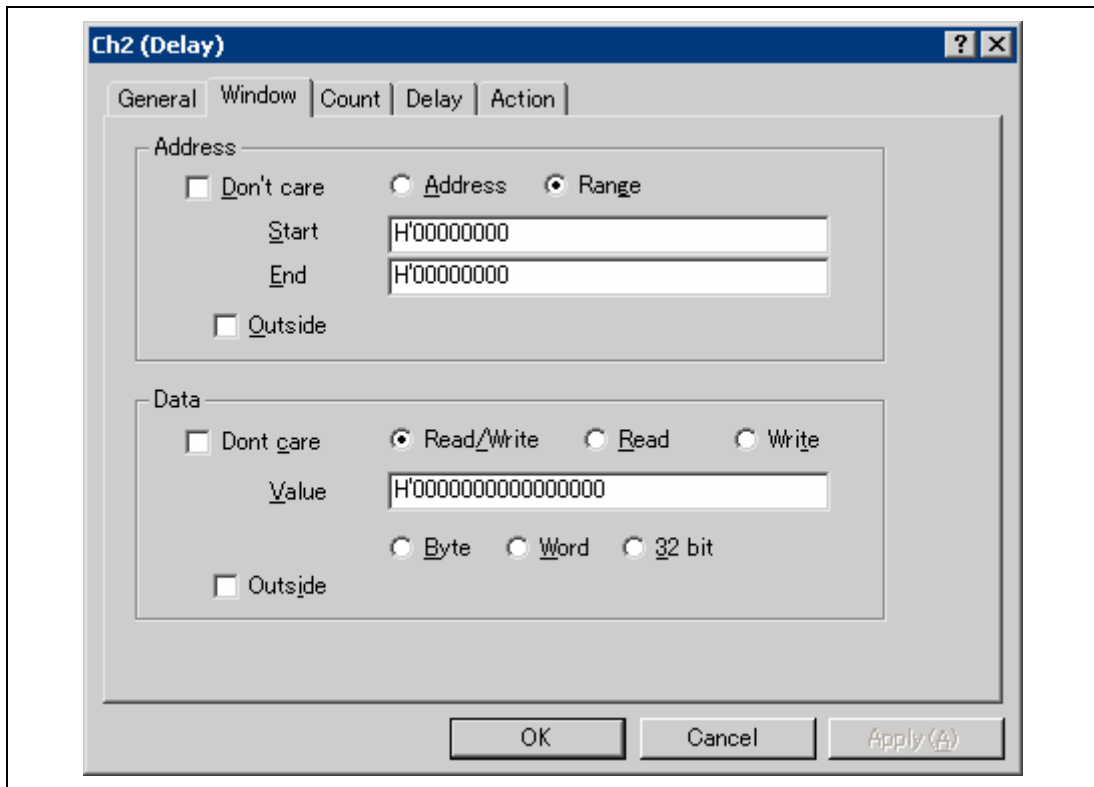 Ch2 (Delay)
General Window Count Delay Action
Address
Don't care Address Range
Start H'00000000
End H'00000000
Outside
Data
Dont care Read/Write Read Write
Value H'0000000000000000
Byte Word 32 bit
Outside
OK Cancel Apply (A)